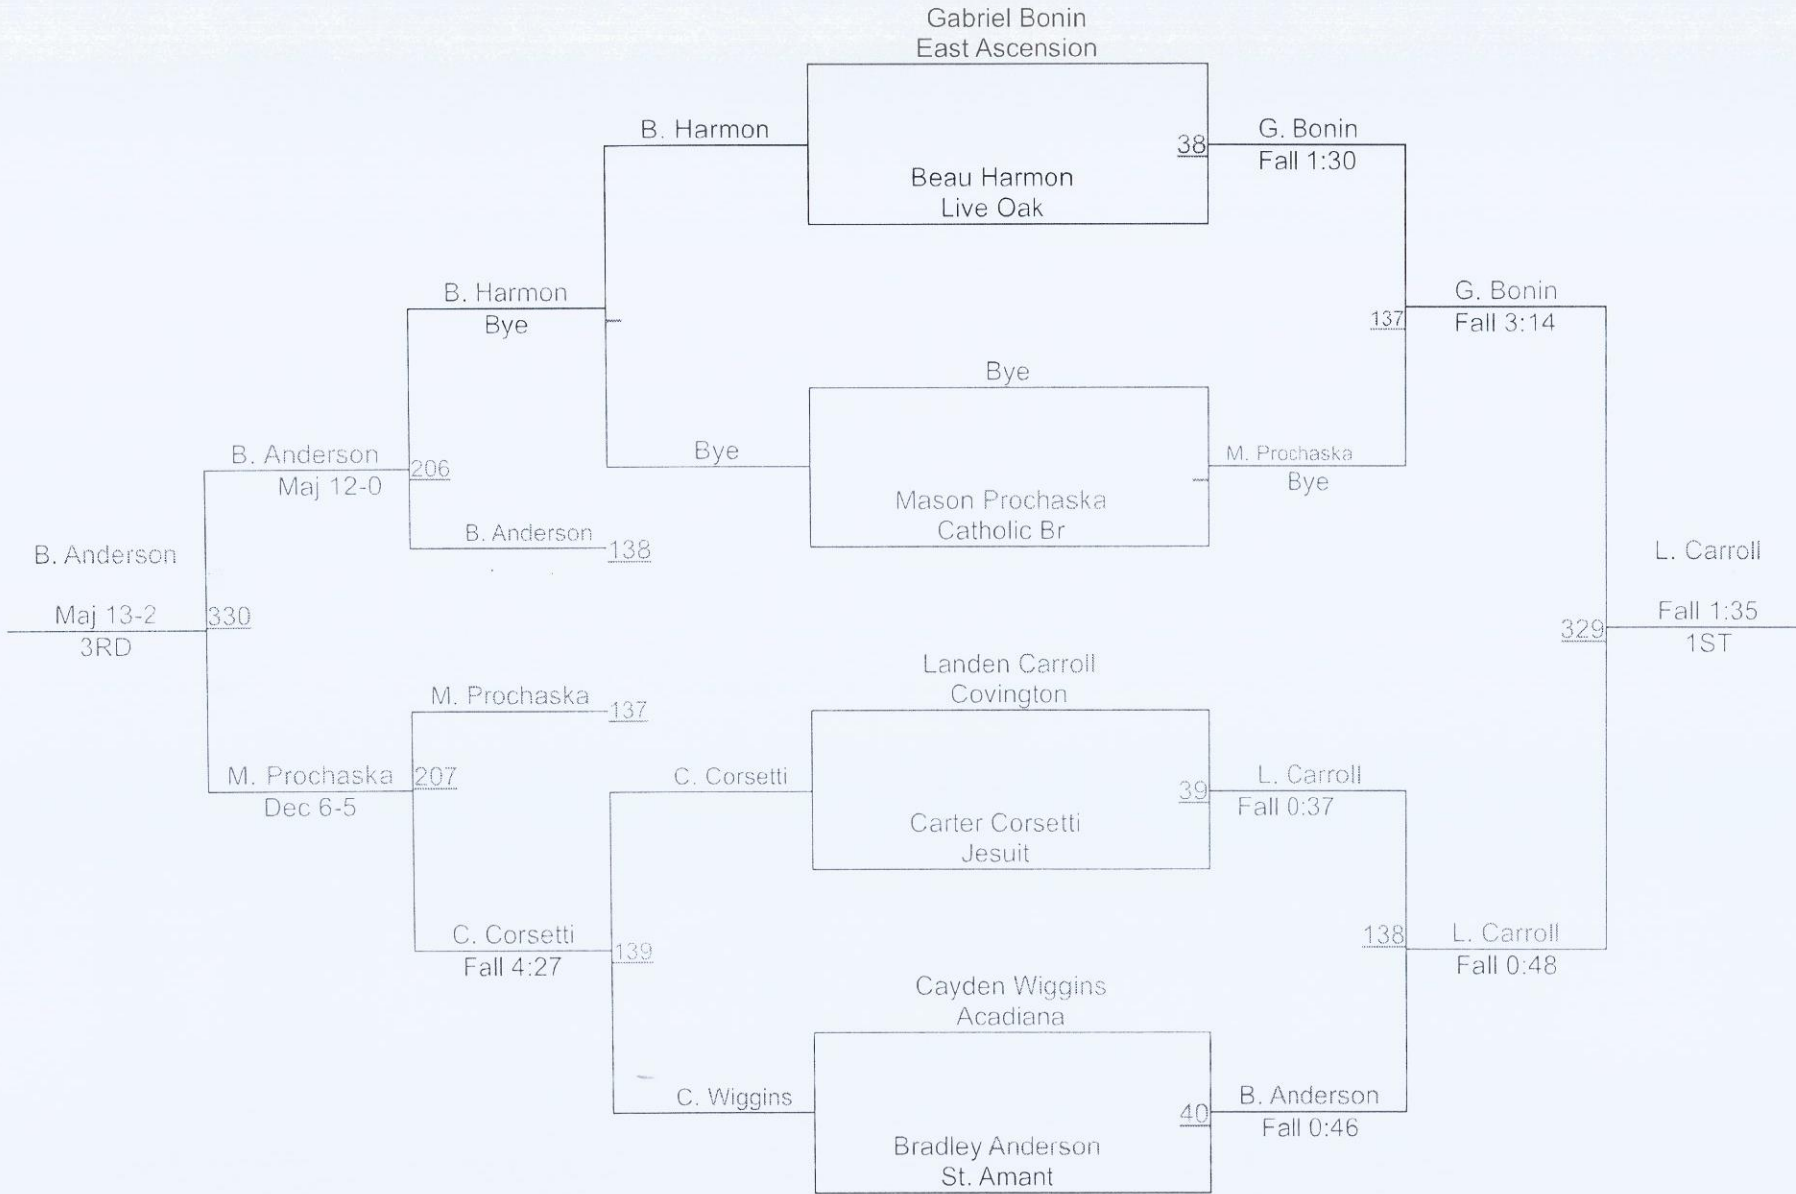 Gabriel Bonin
East Ascension
B. Harmon
38
G. Bonin
Fall 1:30
Beau Harmon
Live Oak
B. Harmon
Bye
137
G. Bonin
Fall 3:14
Bye
B. Anderson
Maj 12-0
206
Bye
M. Prochaska
Bye
Mason Prochaska
Catholic Br
B. Anderson
138
B. Anderson
Maj 13-2
3RD
330
L. Carroll
Fall 1:35
1ST
329
Landen Carroll
Covington
M. Prochaska
137
M. Prochaska
Dec 6-5
207
C. Corsetti
39
L. Carroll
Fall 0:37
Carter Corsetti
Jesuit
C. Corsetti
Fall 4:27
139
138
L. Carroll
Fall 0:48
Cayden Wiggins
Acadiana
C. Wiggins
40
B. Anderson
Fall 0:46
Bradley Anderson
St. Amant